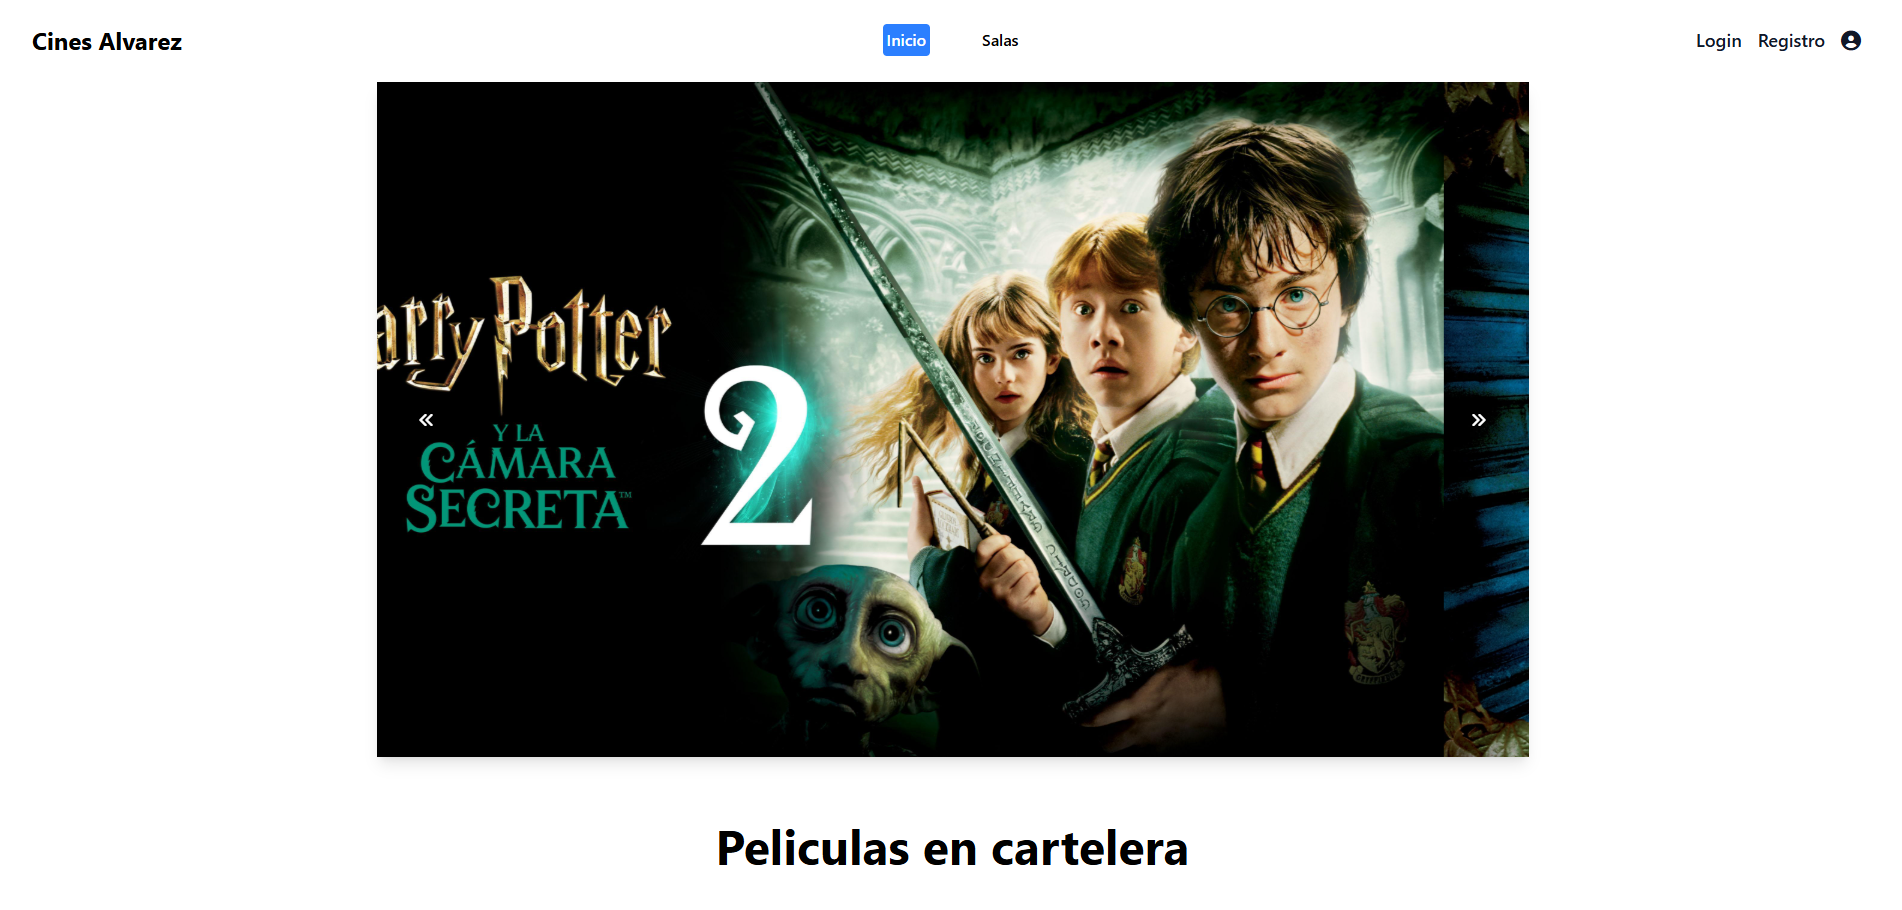 Cines Alvarez
Inicio
Salas
Login
Registro
arry Potter
Y LA
CÁMARA
SECRETA™
2
«
»
Peliculas en cartelera